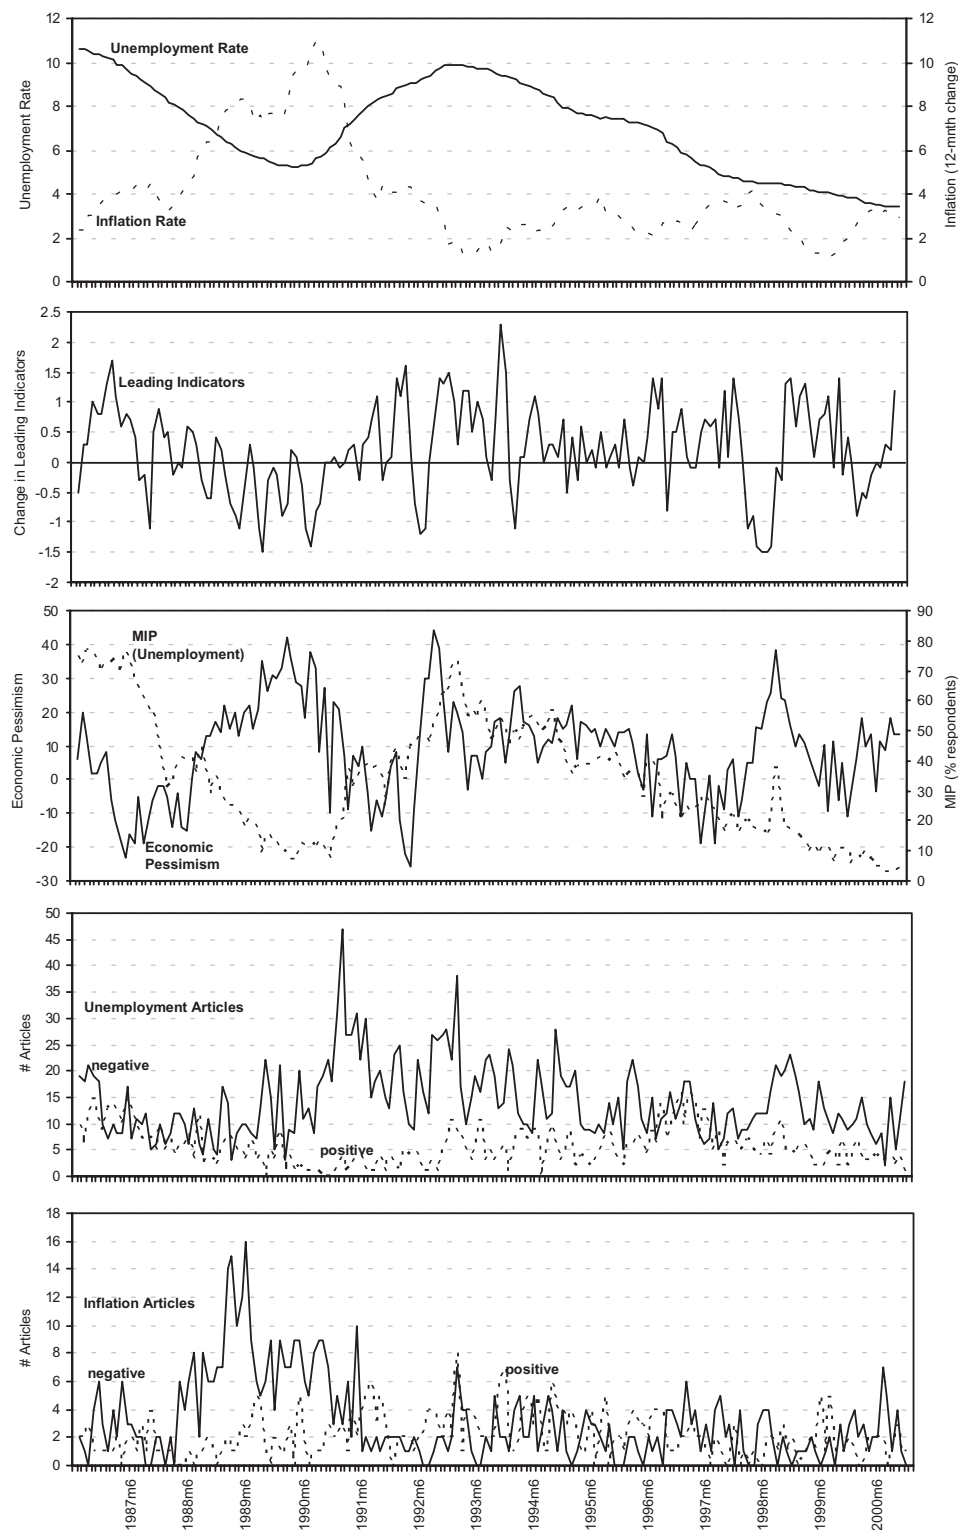 12
10
8
6
4
2
0
Unemployment Rate
Unemployment Rate
Inflation Rate
12
10
8
6
4
2
0
Inflation (12-mnth change)
2.5
2
1.5
1
0.5
0
-0.5
-1
-1.5
-2
Change in Leading Indicators
Leading Indicators
50
40
30
20
10
0
-10
-20
-30
Economic Pessimism
MIP
(Unemployment)
Economic
Pessimism
90
80
70
60
50
40
30
20
10
0
MIP (% respondents)
50
45
40
35
30
25
20
15
10
5
0
# Articles
Unemployment Articles
negative
positive
18
16
14
12
10
8
6
4
2
0
# Articles
Inflation Articles
negative
positive
1987m6
1988m6
1989m6
1990m6
1991m6
1992m6
1993m6
1994m6
1995m6
1996m6
1997m6
1998m6
1999m6
2000m6